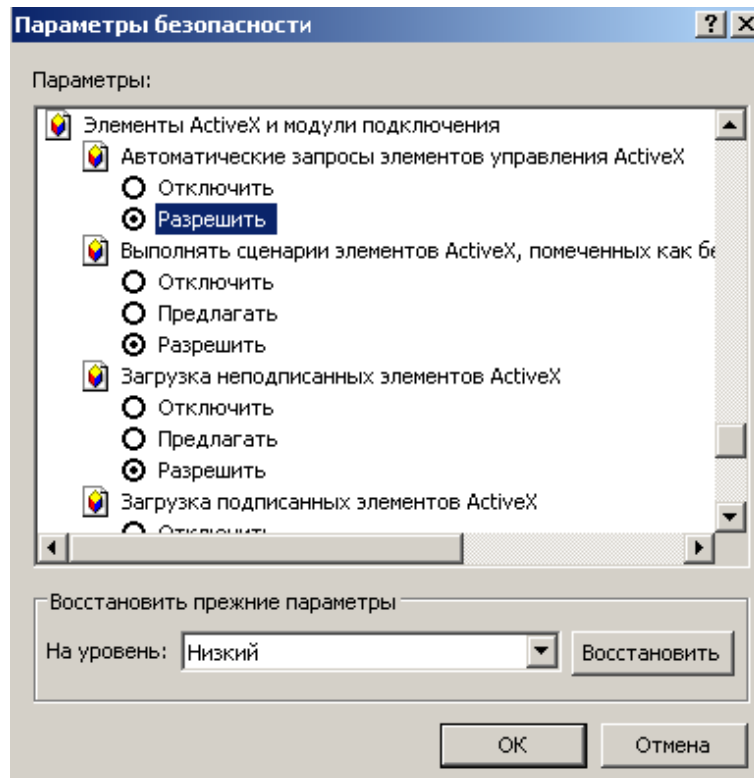 Параметры безопасности
Параметры:
Элементы ActiveX и модули подключения
Автоматические запросы элементов управления ActiveX
Отключить
Разрешить
Выполнять сценарии элементов ActiveX, помеченных как
Отключить
Предлагать
Разрешить
Загрузка неподписанных элементов ActiveX
Отключить
Предлагать
Разрешить
Загрузка подписанных элементов ActiveX
Отключить
Восстановить прежние параметры
На уровень: Низкий Восстановить
ОК Отмена